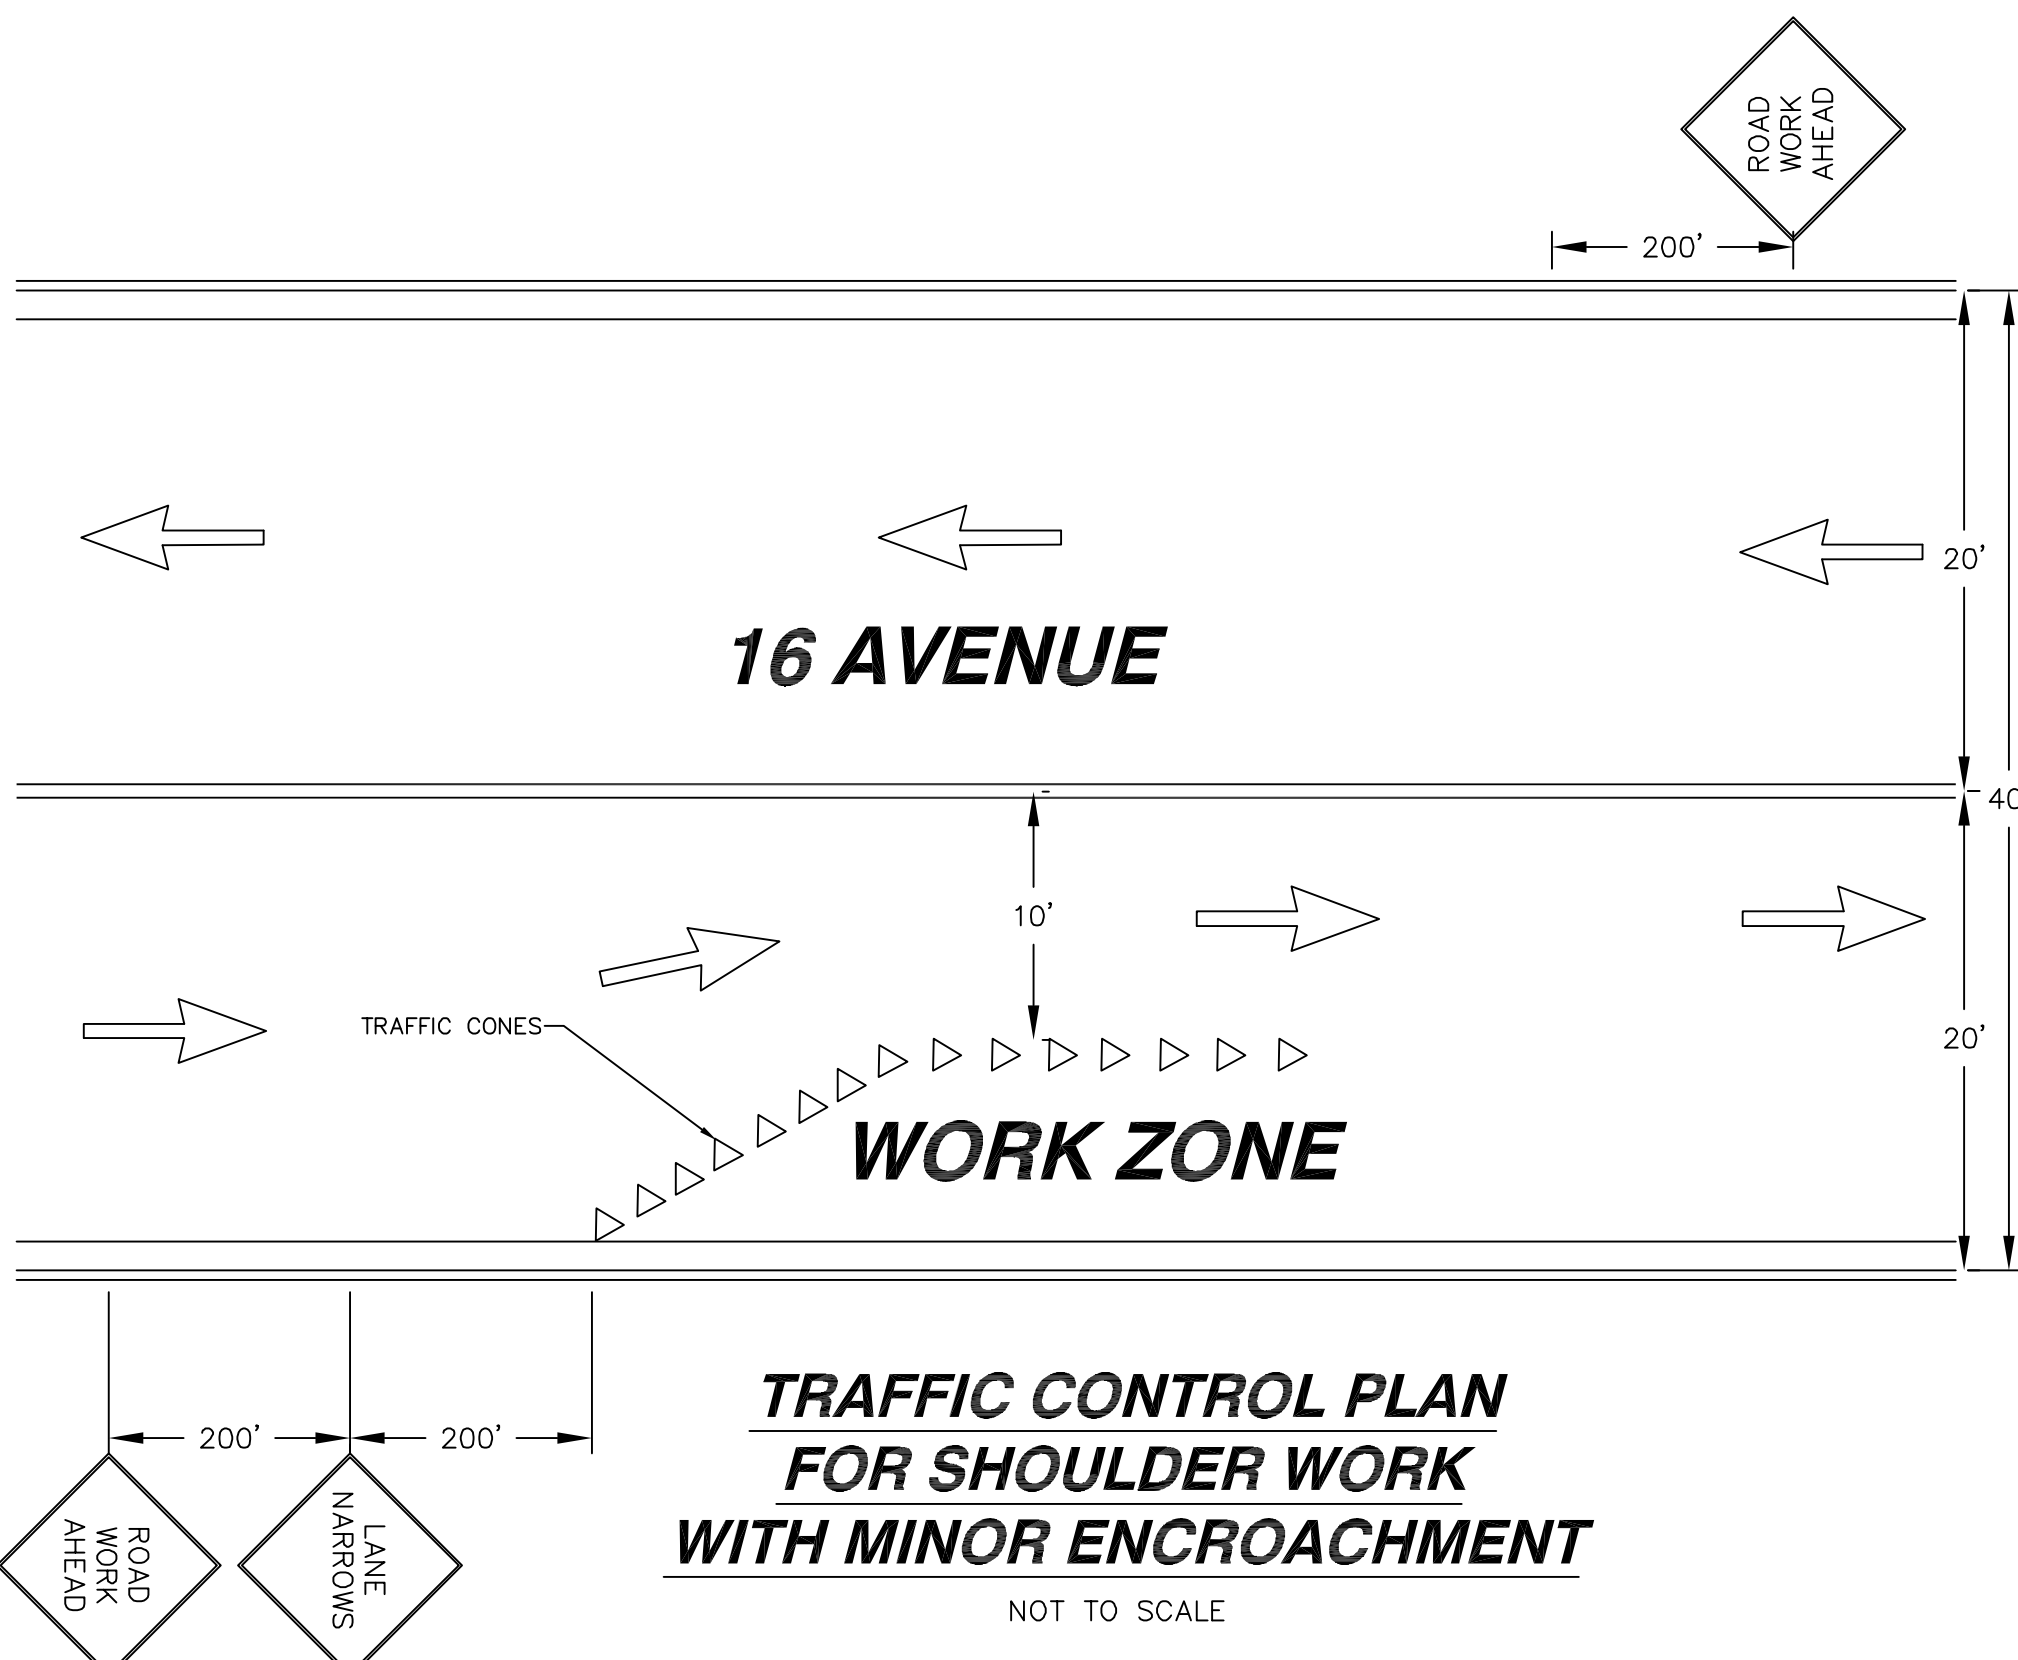 ROAD
WORK
AHEAD
200'
20'
16 AVENUE
40
10'
TRAFFIC CONES
20'
WORK ZONE
200'
200'
ROAD
WORK
AHEAD
LANE
NARROWS
TRAFFIC CONTROL PLAN
FOR SHOULDER WORK
WITH MINOR ENCROACHMENT
NOT TO SCALE